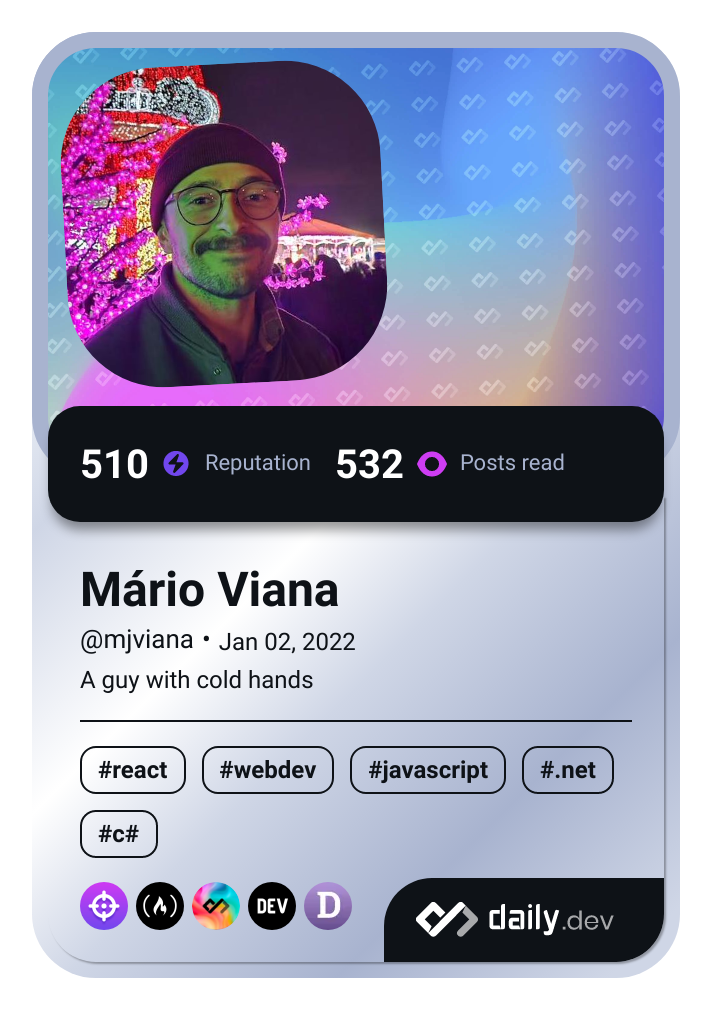 510 Reputation 532 Posts read
Mário Viana
@mjviana • Jan 02, 2022
A guy with cold hands
#react #webdev #javascript #.net
#c#
DEV D daily.dev